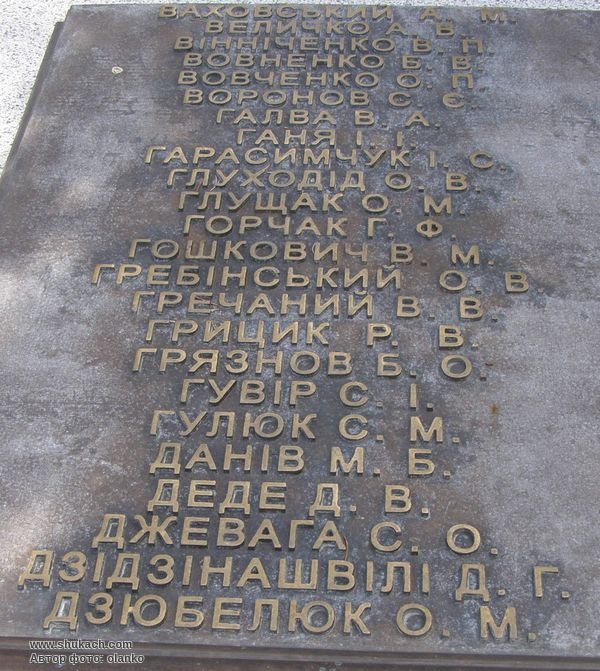 ВАХОВСЬКИЙ А. М.
ВЕЛИЧКО А. В.
ВІННІЧЕНКО В. П.
ВОВНЕНКО Б. В.
ВОВЧЕНКО О. П.
ВОРОНОВ С. Є.
ГАЛВА В. А.
ГАНЯ І. І.
ГАРАСИМЧУК І. С.
ГЛУХОДІД О. В.
ГЛУЩАК О. М.
ГОРЧАК Г. Ф.
ГОШКОВИЧ В. М.
ГРЕБІНСЬКИЙ О. В.
ГРЕЧАНИЙ В. В.
ГРИЦИК Р. В.
ГРЯЗНОВ Б. О.
ГУВІР С. І.
ГУЛЮК С. М.
ДАНІВ М. Б.
ДЕДЕ Д. В.
ДЖЕВАГА С. О.
ДЗІДЗІНАШВІЛІ Д. Г.
ДЗЮБЕЛЮК О. М.
www.shukach.com
Автор фото: olanko